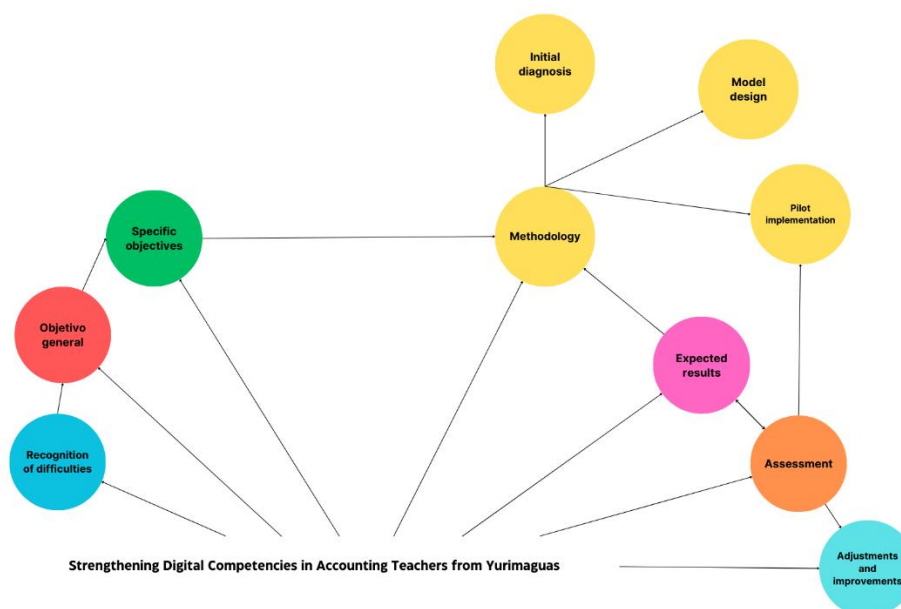 Initial
diagnosis
Model
design
Pilot
implementation
Specific
objectives
Methodology
Objetivo
general
Expected
results
Recognition
of difficulties
Assessment
Strengthening Digital Competencies in Accounting Teachers from Yurimaguas
Adjustments
and
improvements